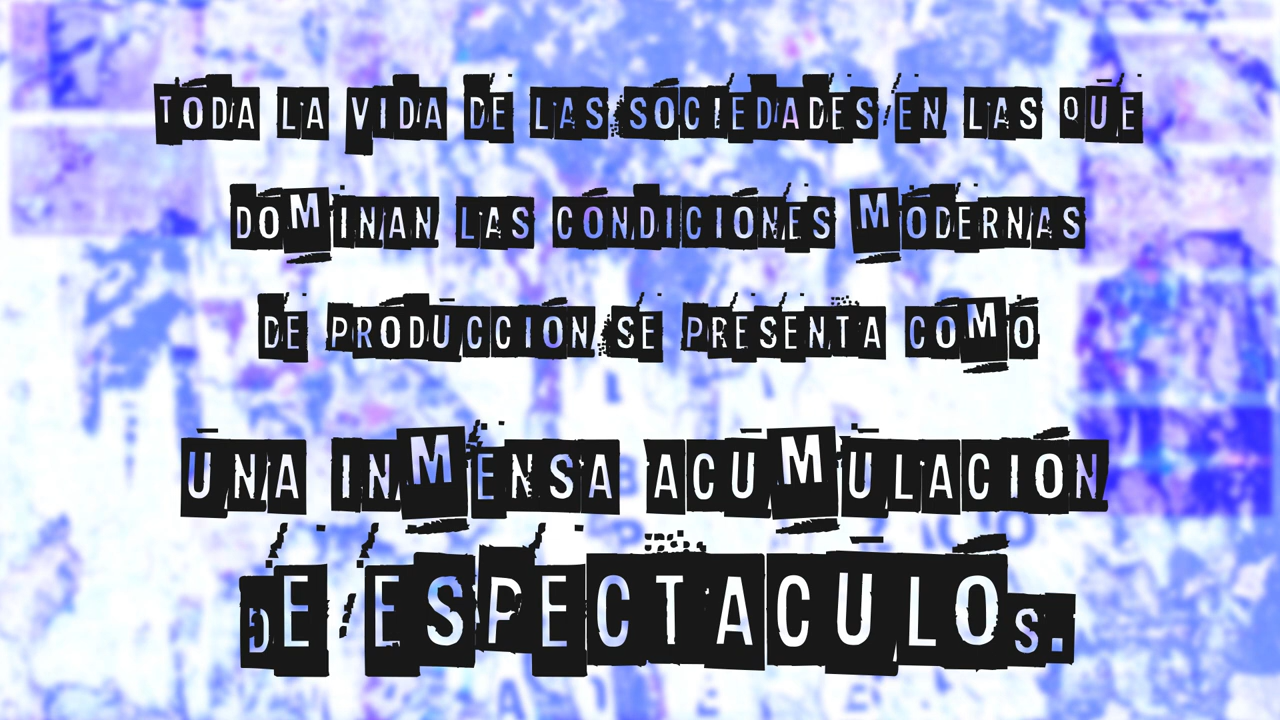 TODA LA VIDA DE LAS SOCIEDADES EN LAS QUE
DOMINAN LAS CONDICIONES MODERNAS
DE PRODUCCION SE PRESENTA COMO
UNA INMENSA ACUMULACION
DE ESPECTACULOS.